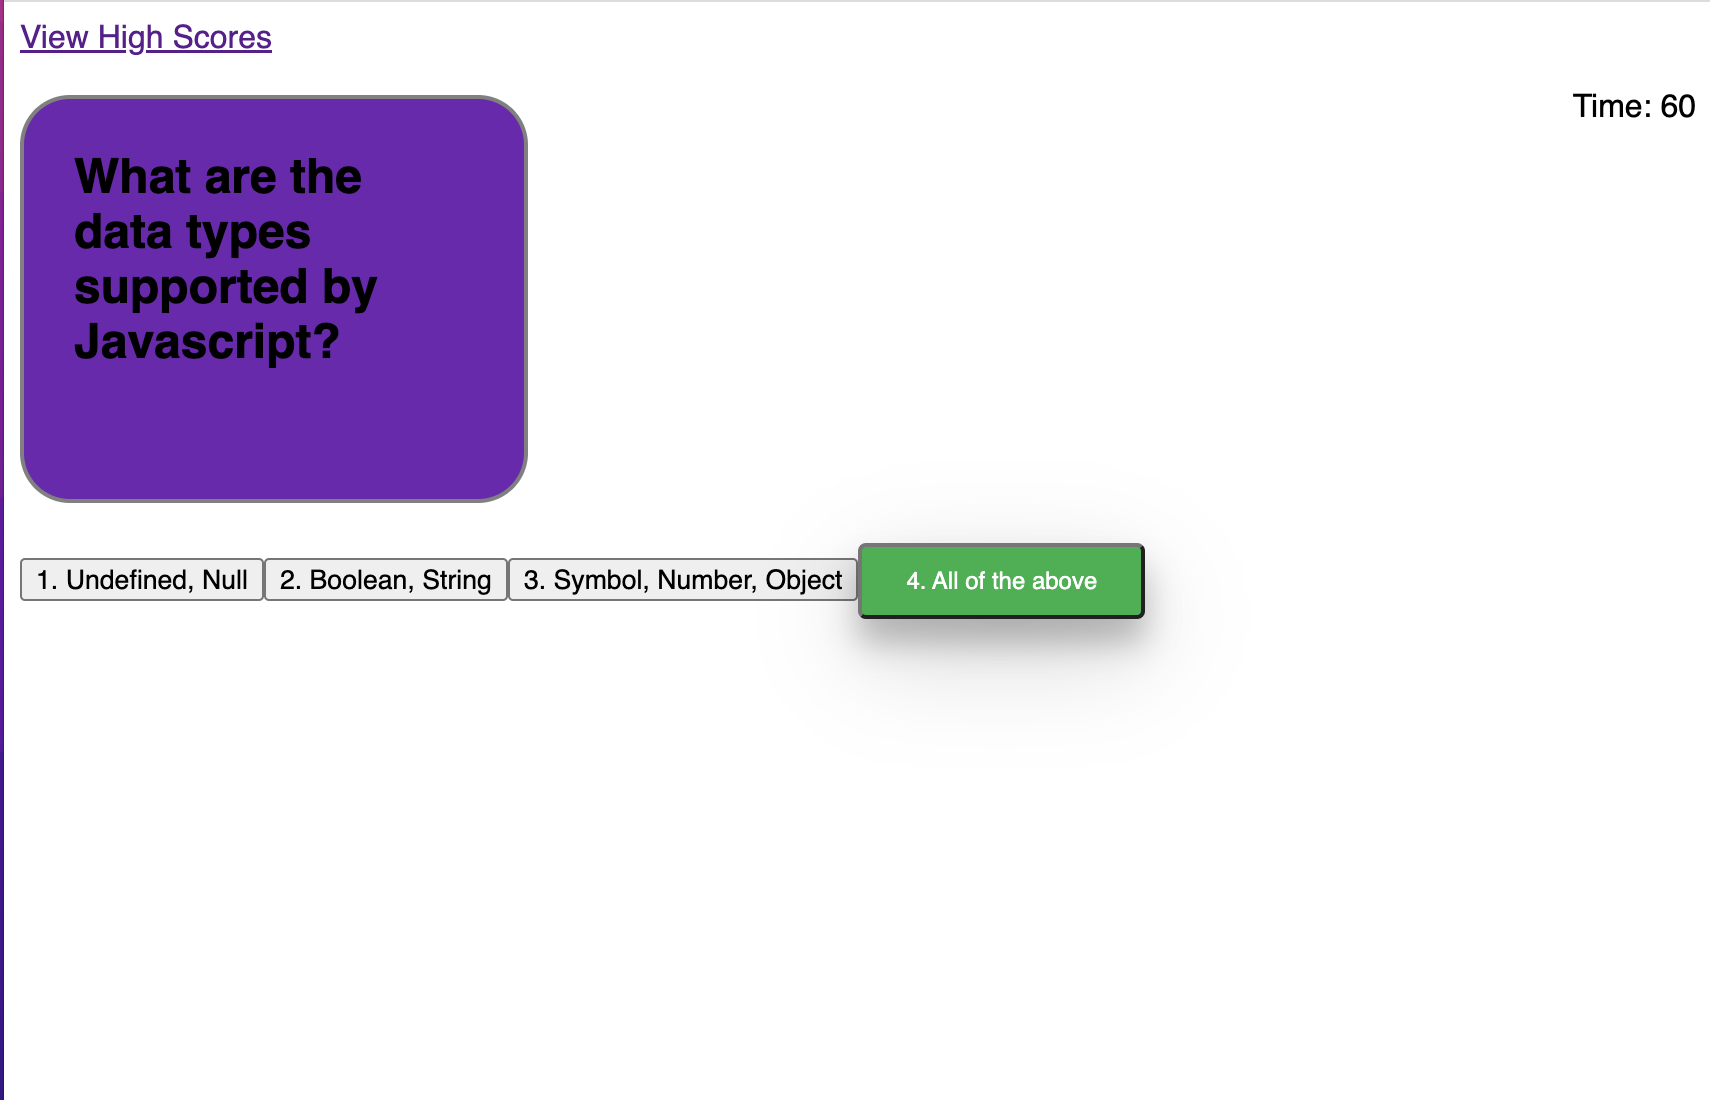 View High Scores
Time: 60
What are the
data types
supported by
Javascript?
1. Undefined, Null
2. Boolean, String
3. Symbol, Number, Object
4. All of the above